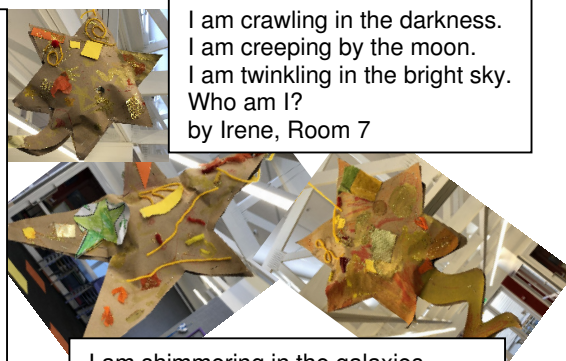 I am crawling in the darkness.
I am creeping by the moon.
I am twinkling in the bright sky.
Who am I?
by Irene, Room 7
I am shimmering in the galaxies